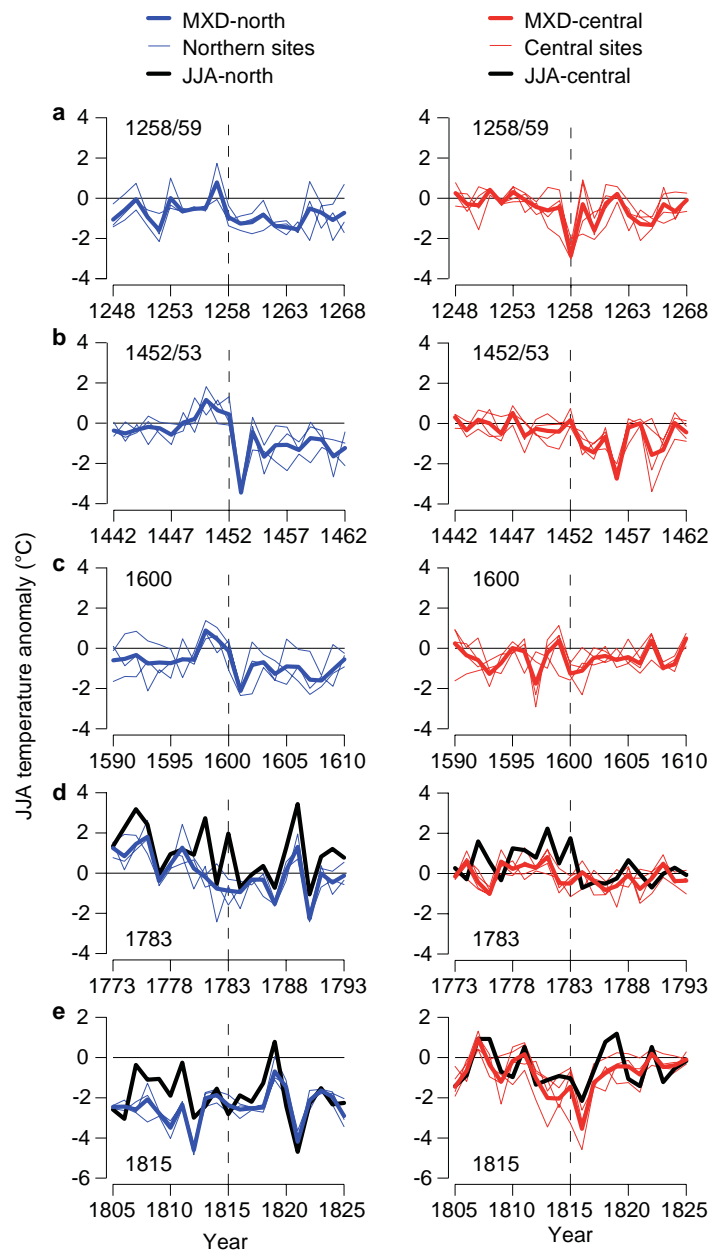 MXD-north MXD-central
Northern sites Central sites
JJA-north JJA-central
a 4 1258/59 4 1258/59
2 2
0 0
-2 -2
-4 -4
1248 1253 1258 1263 1268 1248 1253 1258 1263 1268
b 4 1452/53 4 1452/53
2 2
0 0
-2 -2
-4 -4
1442 1447 1452 1457 1462 1442 1447 1452 1457 1462
JJA temperature anomaly (°C)
c 4 1600 4 1600
2 2
0 0
-2 -2
-4 -4
1590 1595 1600 1605 1610 1590 1595 1600 1605 1610
d 4 4
2 2
0 0
-2 -2
-4 1783 -4 1783
1773 1778 1783 1788 1793 1773 1778 1783 1788 1793
e 2 2
0 0
-2 -2
-4 -4
-6 1815 -6 1815
1805 1810 1815 1820 1825 1805 1810 1815 1820 1825
Year Year